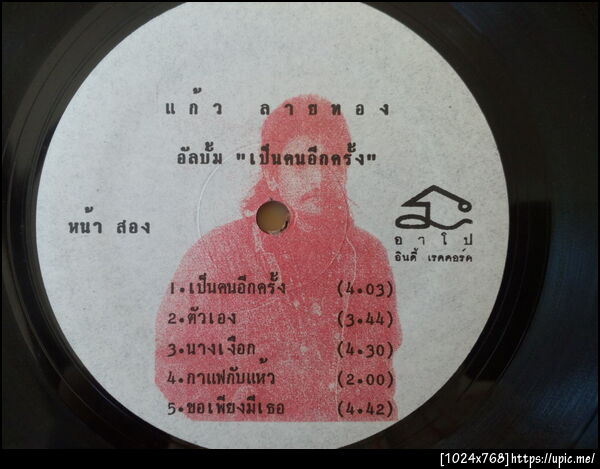 แก้ว ลายทอง
อัลบั้ม "เป็นคนอีกครั้ง"
หน้า สอง
อาโป
อินดี้ เรคคอร์ด
1.เป็นคนอีกครั้ง (4.03)
2.ตัวเอง (3.44)
3.นางเงือก (4.30)
4.กาแฟกับแห้ว (2.00)
5.ขอเพียงมีเธอ (4.42)
[1024x768]https://upic.me/